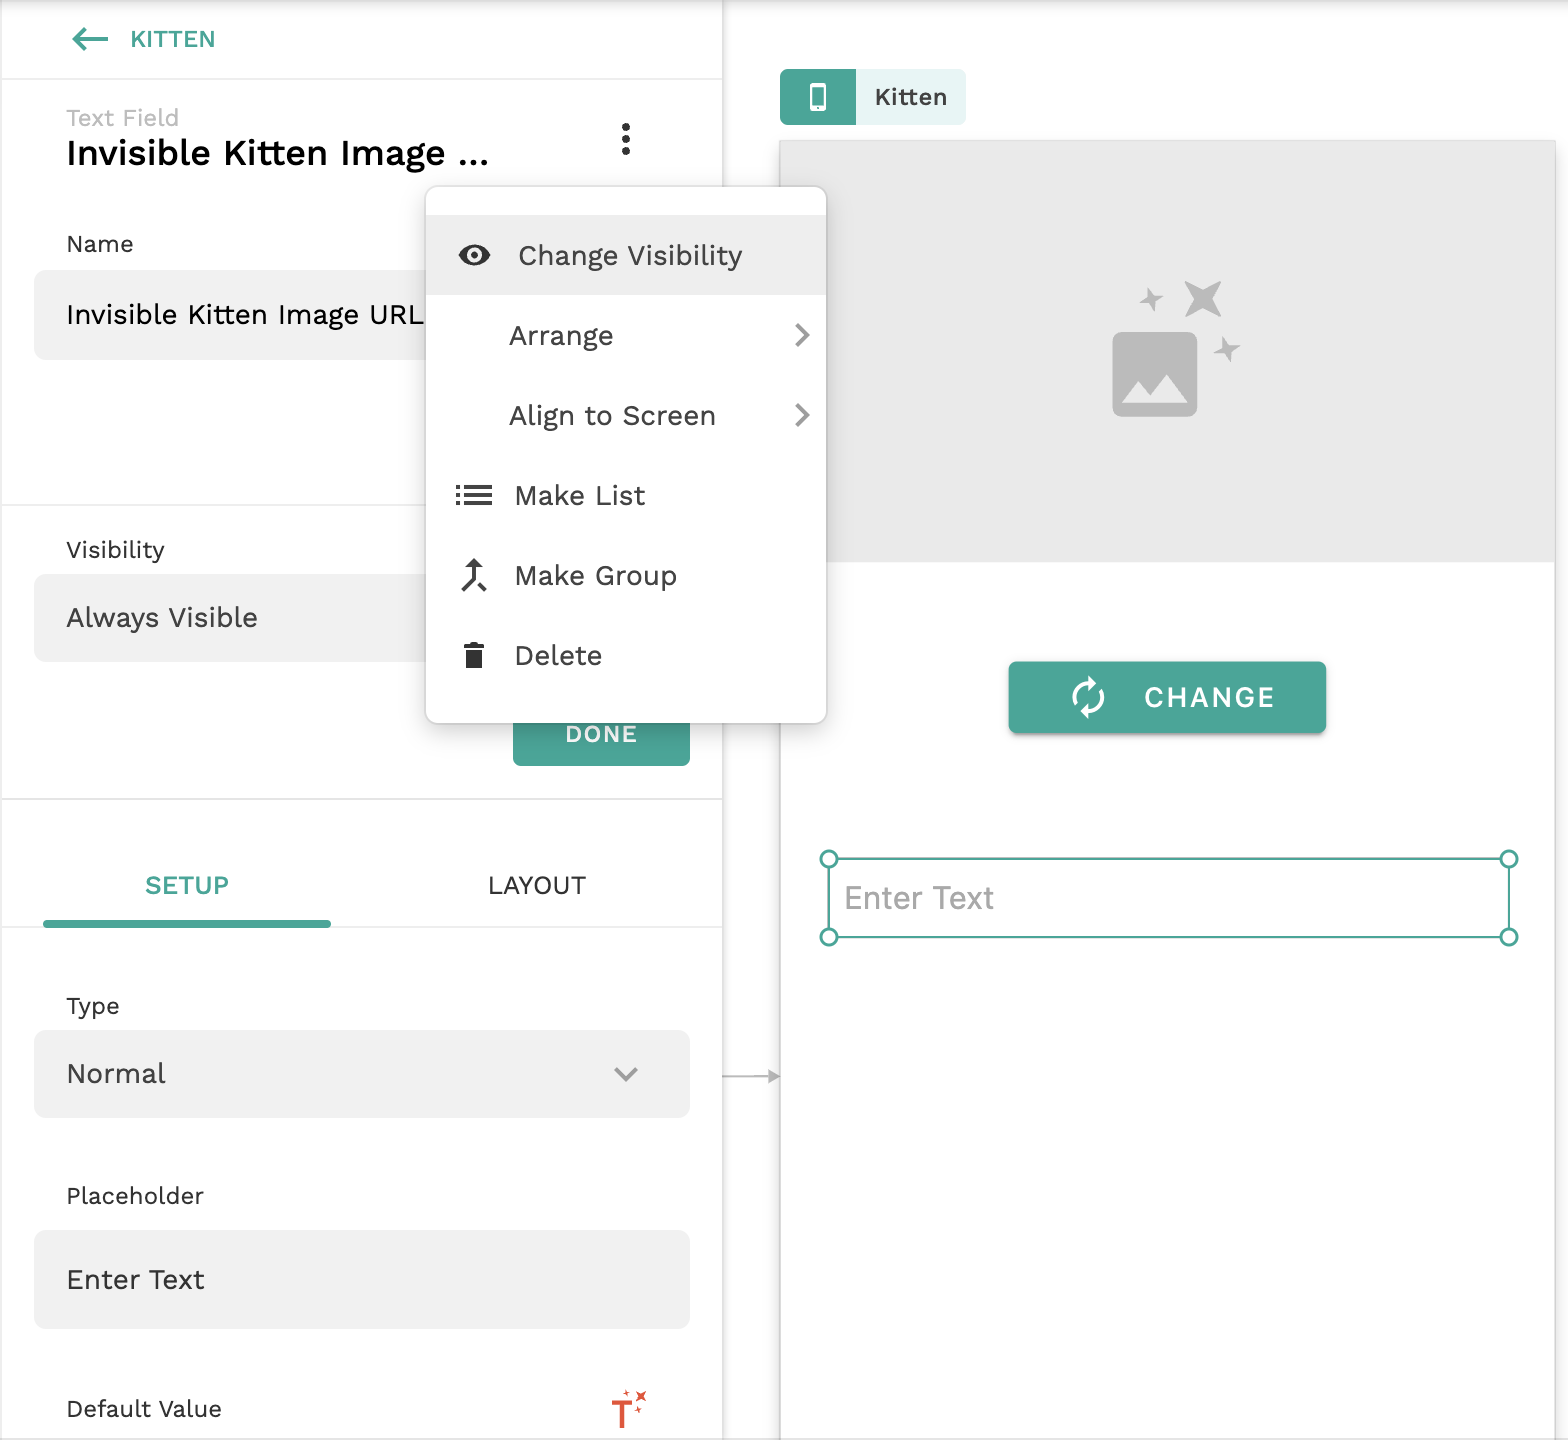 KITTEN
Text Field
Invisible Kitten Image ...
Name
Invisible Kitten Image URL
Change Visibility
Arrange
Align to Screen
Make List
Make Group
Delete
Visibility
Always Visible
DONE
SETUP
LAYOUT
Type
Normal
Placeholder
Enter Text
Default Value
Kitten
CHANGE
Enter Text